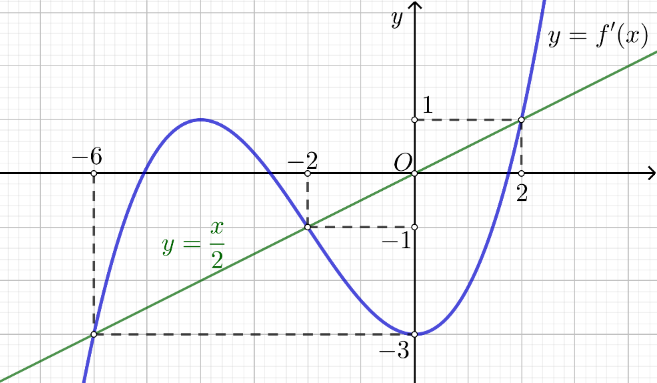 y
y = f'(x)
1
−6
−2
O
2
y = x/2
−1
−3